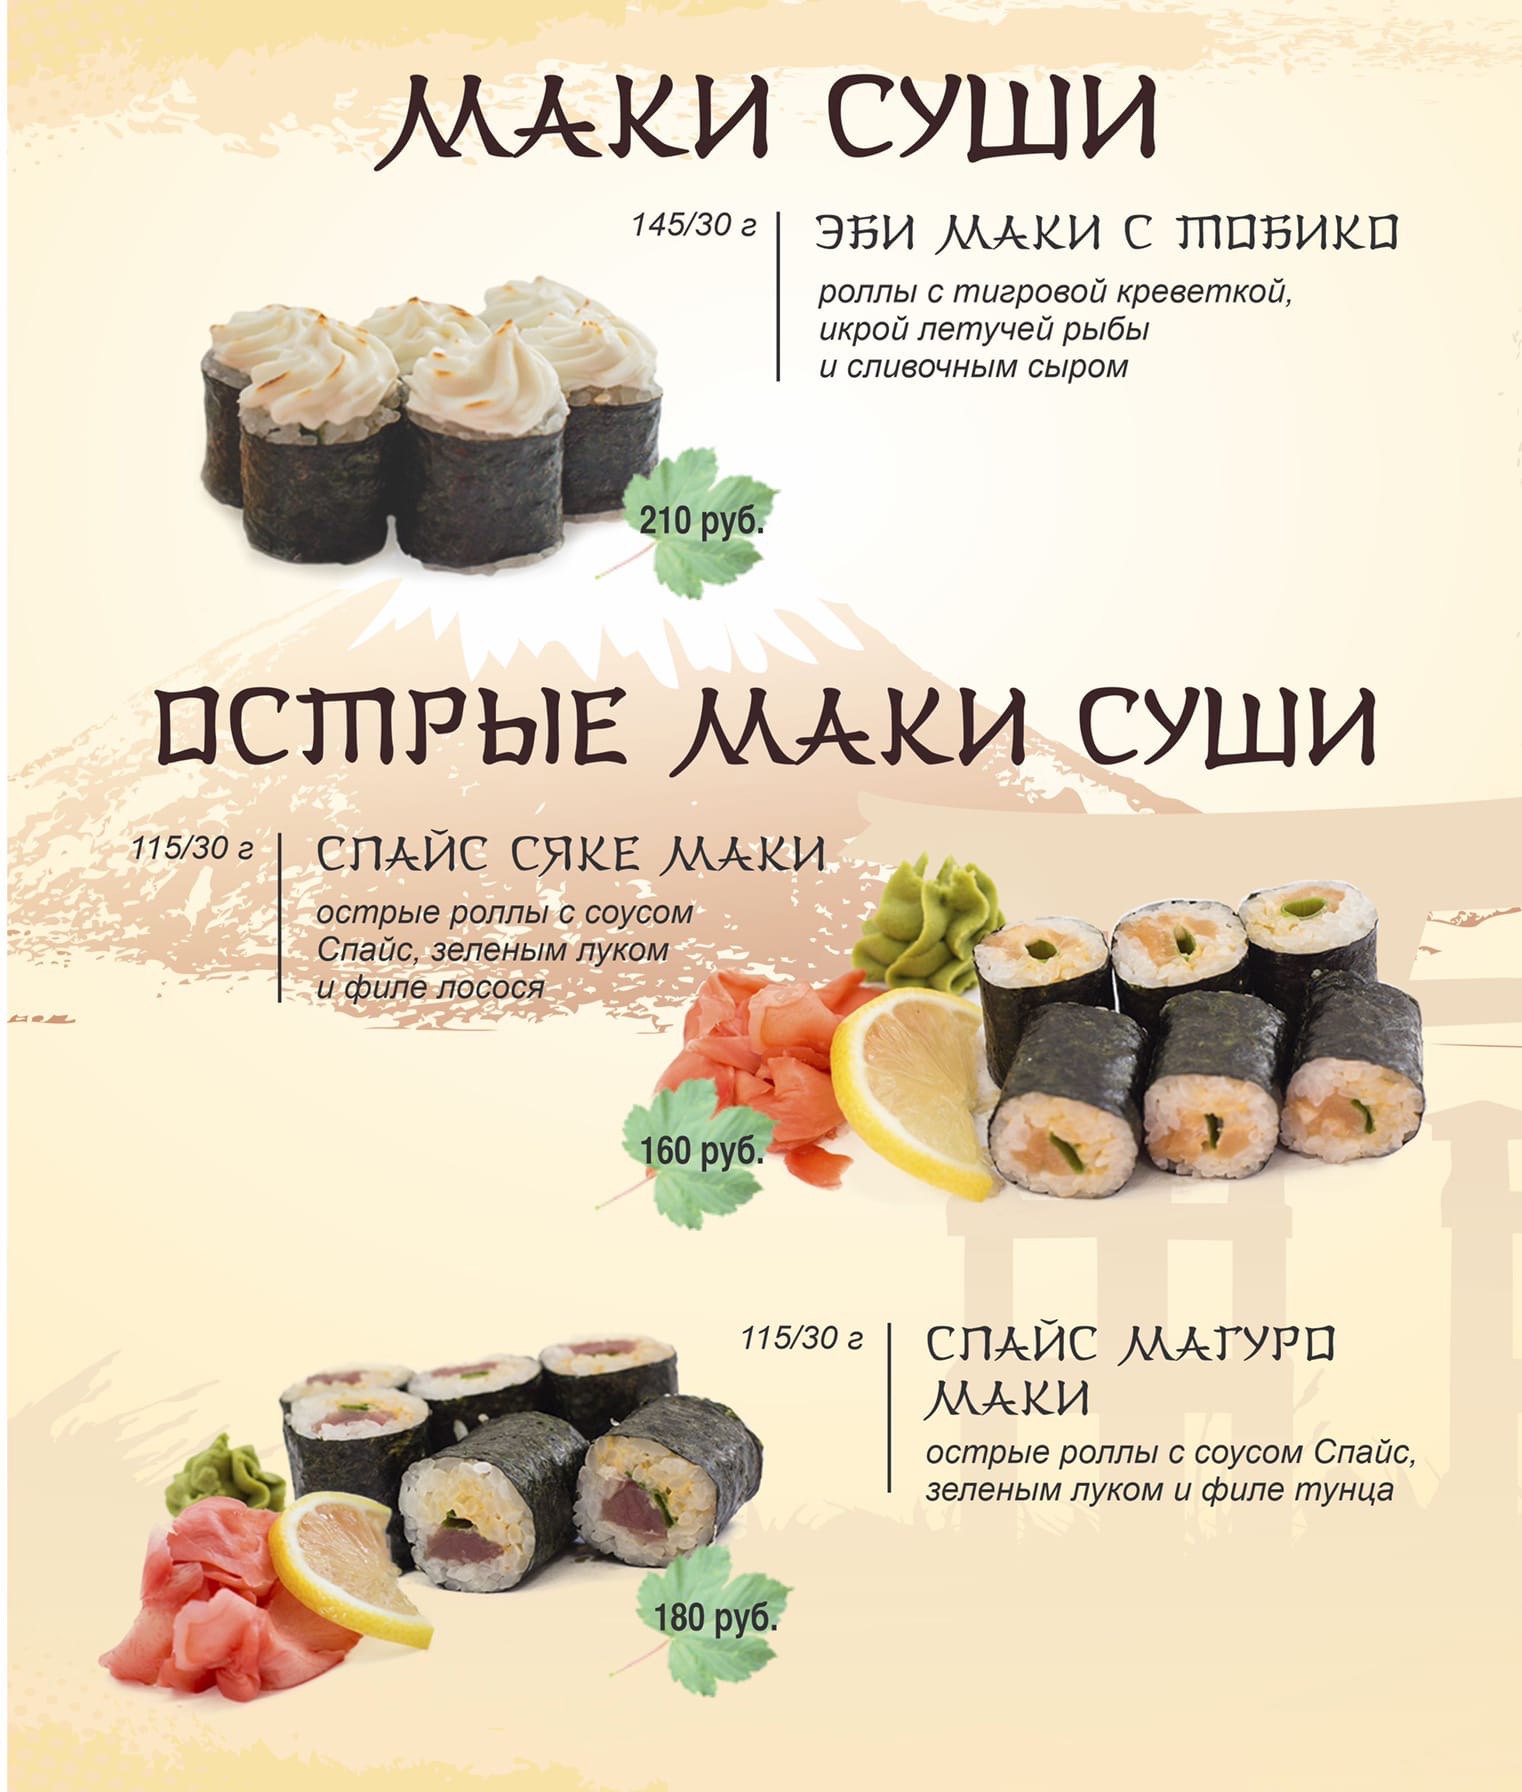 МАКИ СУШИ
145/30 г
ЭБИ МАКИ С ТОБИКО
роллы с тигровой креветкой,
икрой летучей рыбы
и сливочным сыром
210 руб.
ОСТРЫЕ МАКИ СУШИ
115/30 г
СПАЙС СЯКЕ МАКИ
острые роллы с соусом
Спайс, зеленым луком
и филе лосося
160 руб.
115/30 г
СПАЙС МАГУРО
МАКИ
острые роллы с соусом Спайс,
зеленым луком и филе тунца
180 руб.